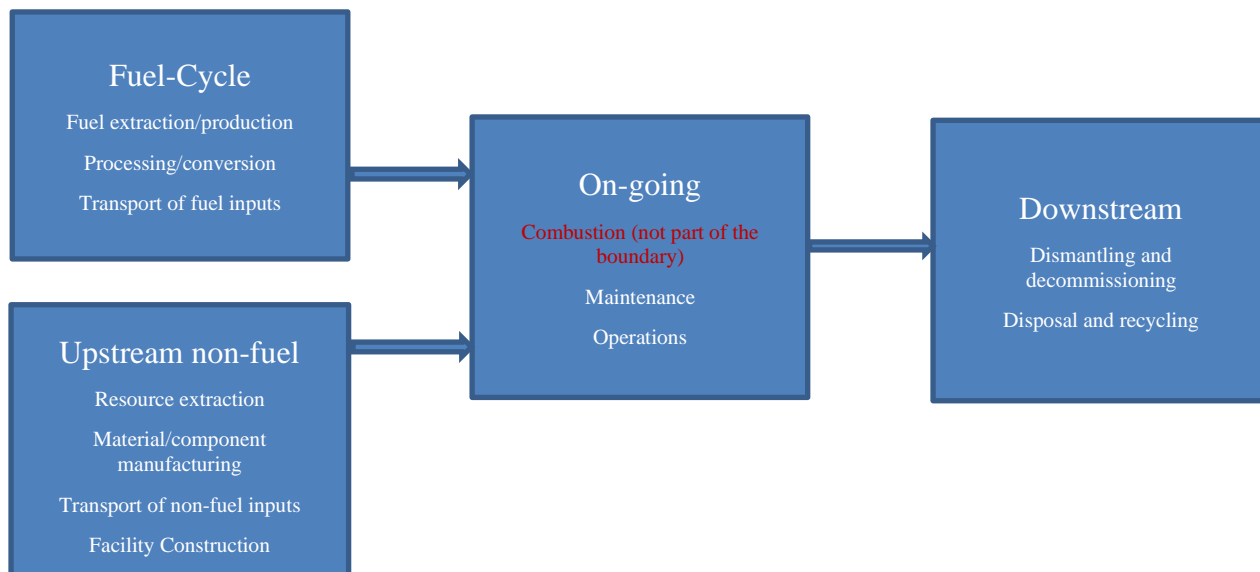 Fuel-Cycle
Fuel extraction/production
Processing/conversion
Transport of fuel inputs
Upstream non-fuel
Resource extraction
Material/component
manufacturing
Transport of non-fuel inputs
Facility Construction
On-going
Combustion (not part of the
boundary)
Maintenance
Operations
Downstream
Dismantling and
decommissioning
Disposal and recycling